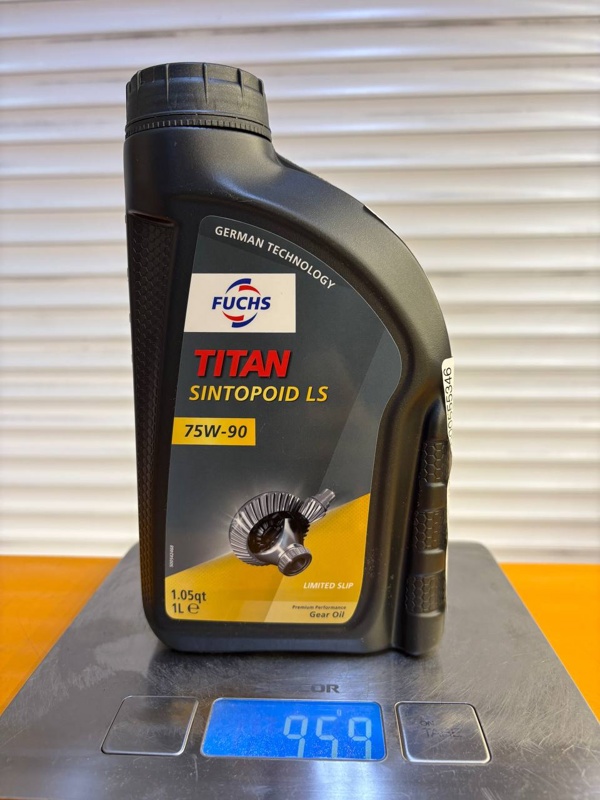 GERMAN TECHNOLOGY
FUCHS
TITAN
SINTOPOID LS
75W-90
LIMITED SLIP
1.05qt
1L ℮
Premium Performance
Gear Oil
959